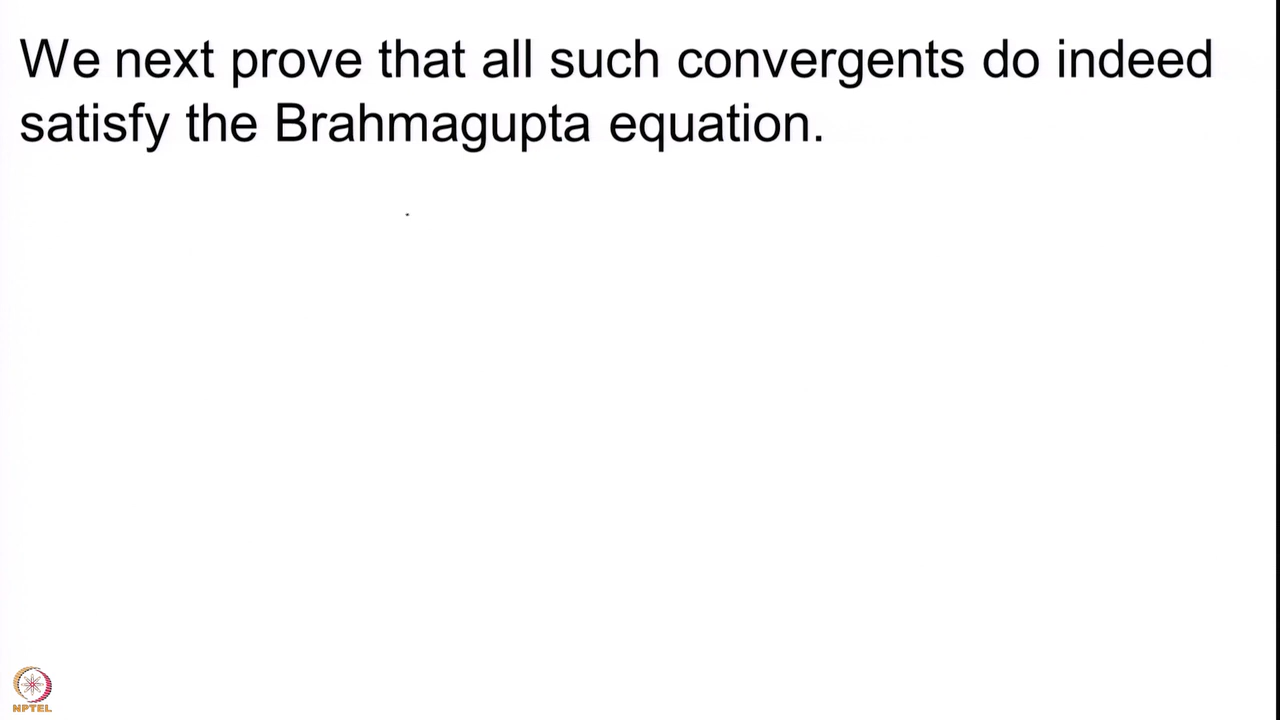 We next prove that all such convergents do indeed
satisfy the Brahmagupta equation.
NPTEL